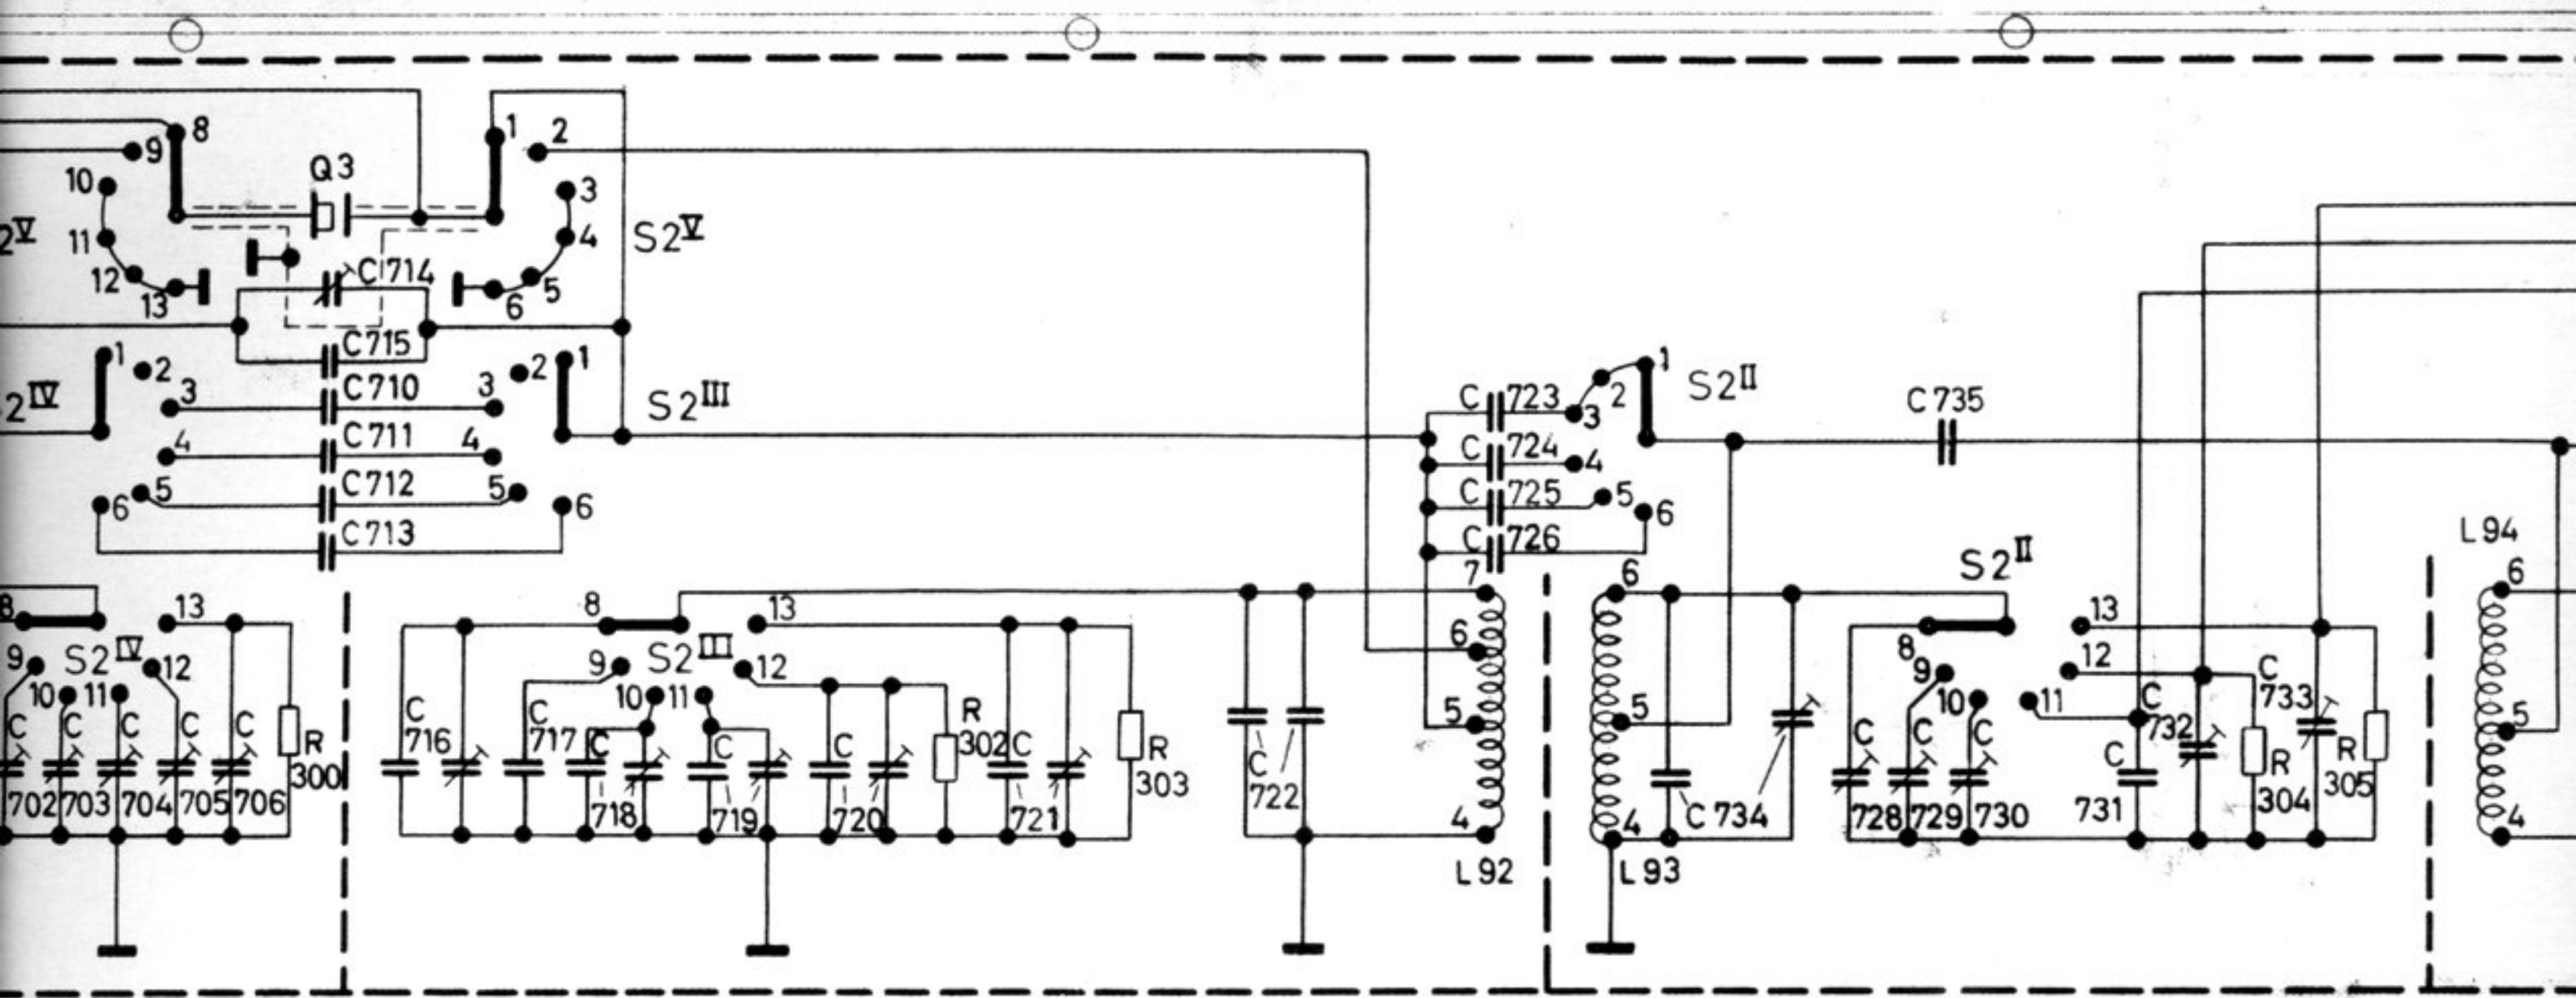 8
9
10
11
12
13
2V
Q3
C714
1
2
3
4
5
6
S2V
C715
C710
C711
C712
C713
2IV
1
2
3
4
5
6
3
4
5
2
1
6
S2III
C 723
C 724
C 725
C 726
1
2
3
4
5
6
S2II
C735
8
9
10
11
12
13
S2IV
C 702
C 703
C 704
C 705
C 706
R 300
8
9
10
11
12
13
S2III
C 716
C 717
C 718
C 719
C 720
R 302
C 721
R 303
C 722
7
6
5
4
L92
6
5
4
L93
C 734
S2II
8
9
10
11
12
13
C 728
C 729
C 730
C 731
C 732
R 304
C 733
R 305
L94
6
5
4